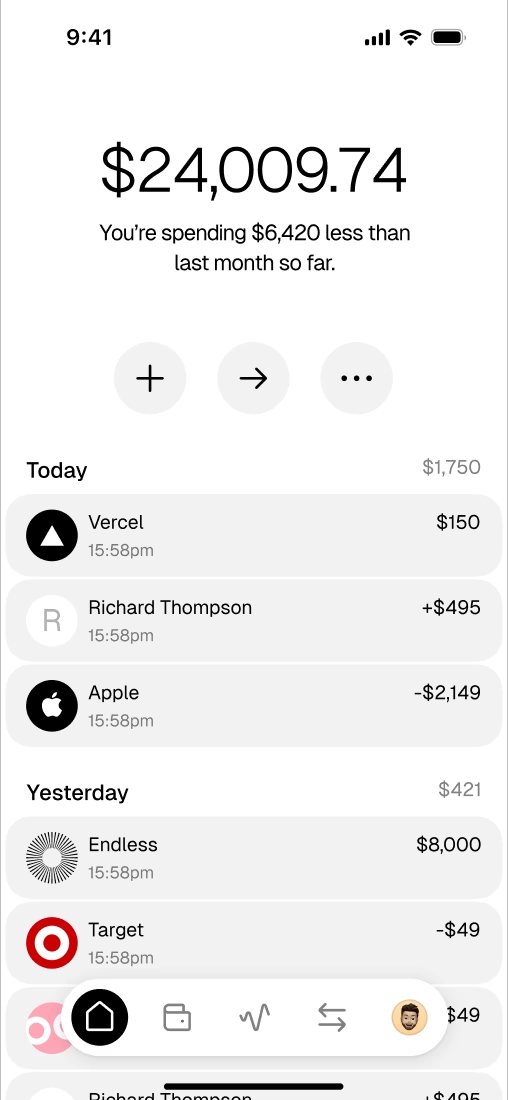 9:41
$24,009.74
You’re spending $6,420 less than
last month so far.
Today $1,750
Vercel $150
15:58pm
R Richard Thompson +$495
15:58pm
Apple -$2,149
15:58pm
Yesterday $421
Endless $8,000
15:58pm
Target -$49
15:58pm
$49
Richard Thompson +$495